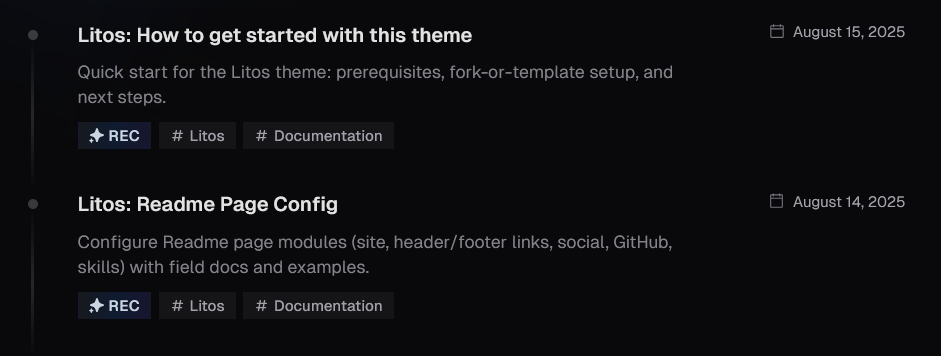 Litos: How to get started with this theme
August 15, 2025
Quick start for the Litos theme: prerequisites, fork-or-template setup, and
next steps.
REC # Litos # Documentation
Litos: Readme Page Config
August 14, 2025
Configure Readme page modules (site, header/footer links, social, GitHub,
skills) with field docs and examples.
REC # Litos # Documentation